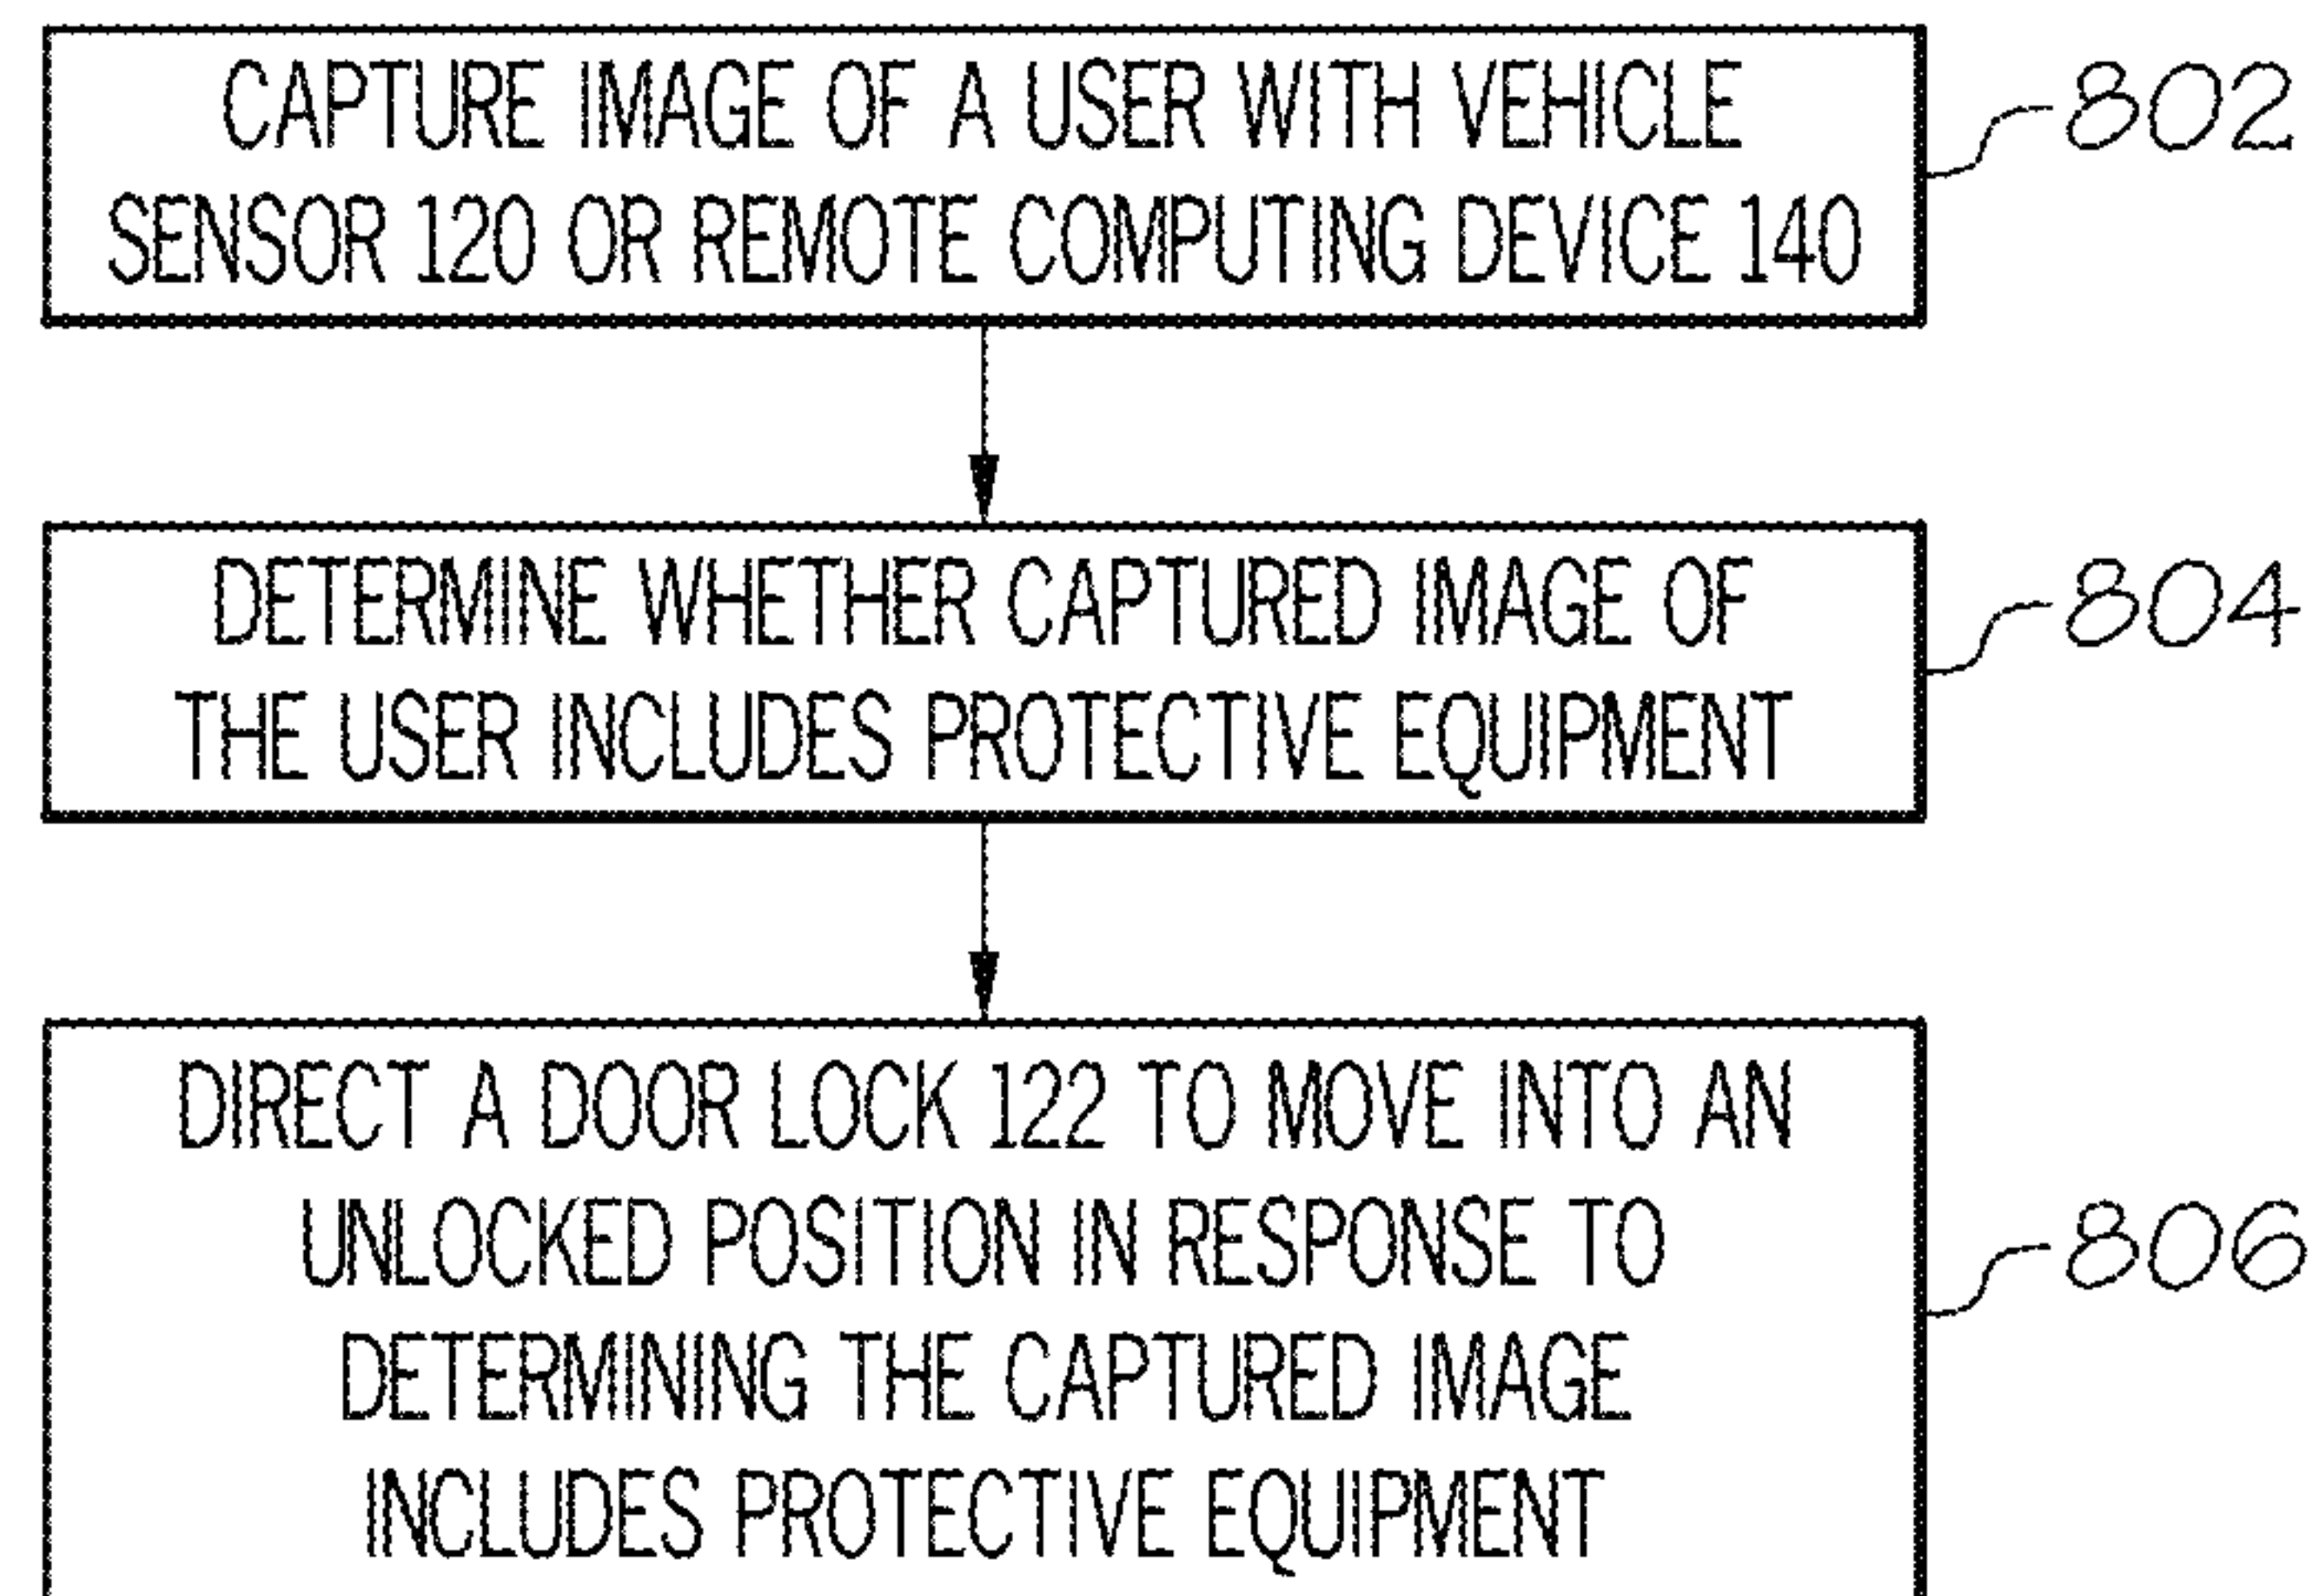 CAPTURE IMAGE OF A USER WITH VEHICLE
SENSOR 120 OR REMOTE COMPUTING DEVICE 140
802
DETERMINE WHETHER CAPTURED IMAGE OF
THE USER INCLUDES PROTECTIVE EQUIPMENT
804
DIRECT A DOOR LOCK 122 TO MOVE INTO AN
UNLOCKED POSITION IN RESPONSE TO
DETERMINING THE CAPTURED IMAGE
INCLUDES PROTECTIVE EQUIPMENT
806